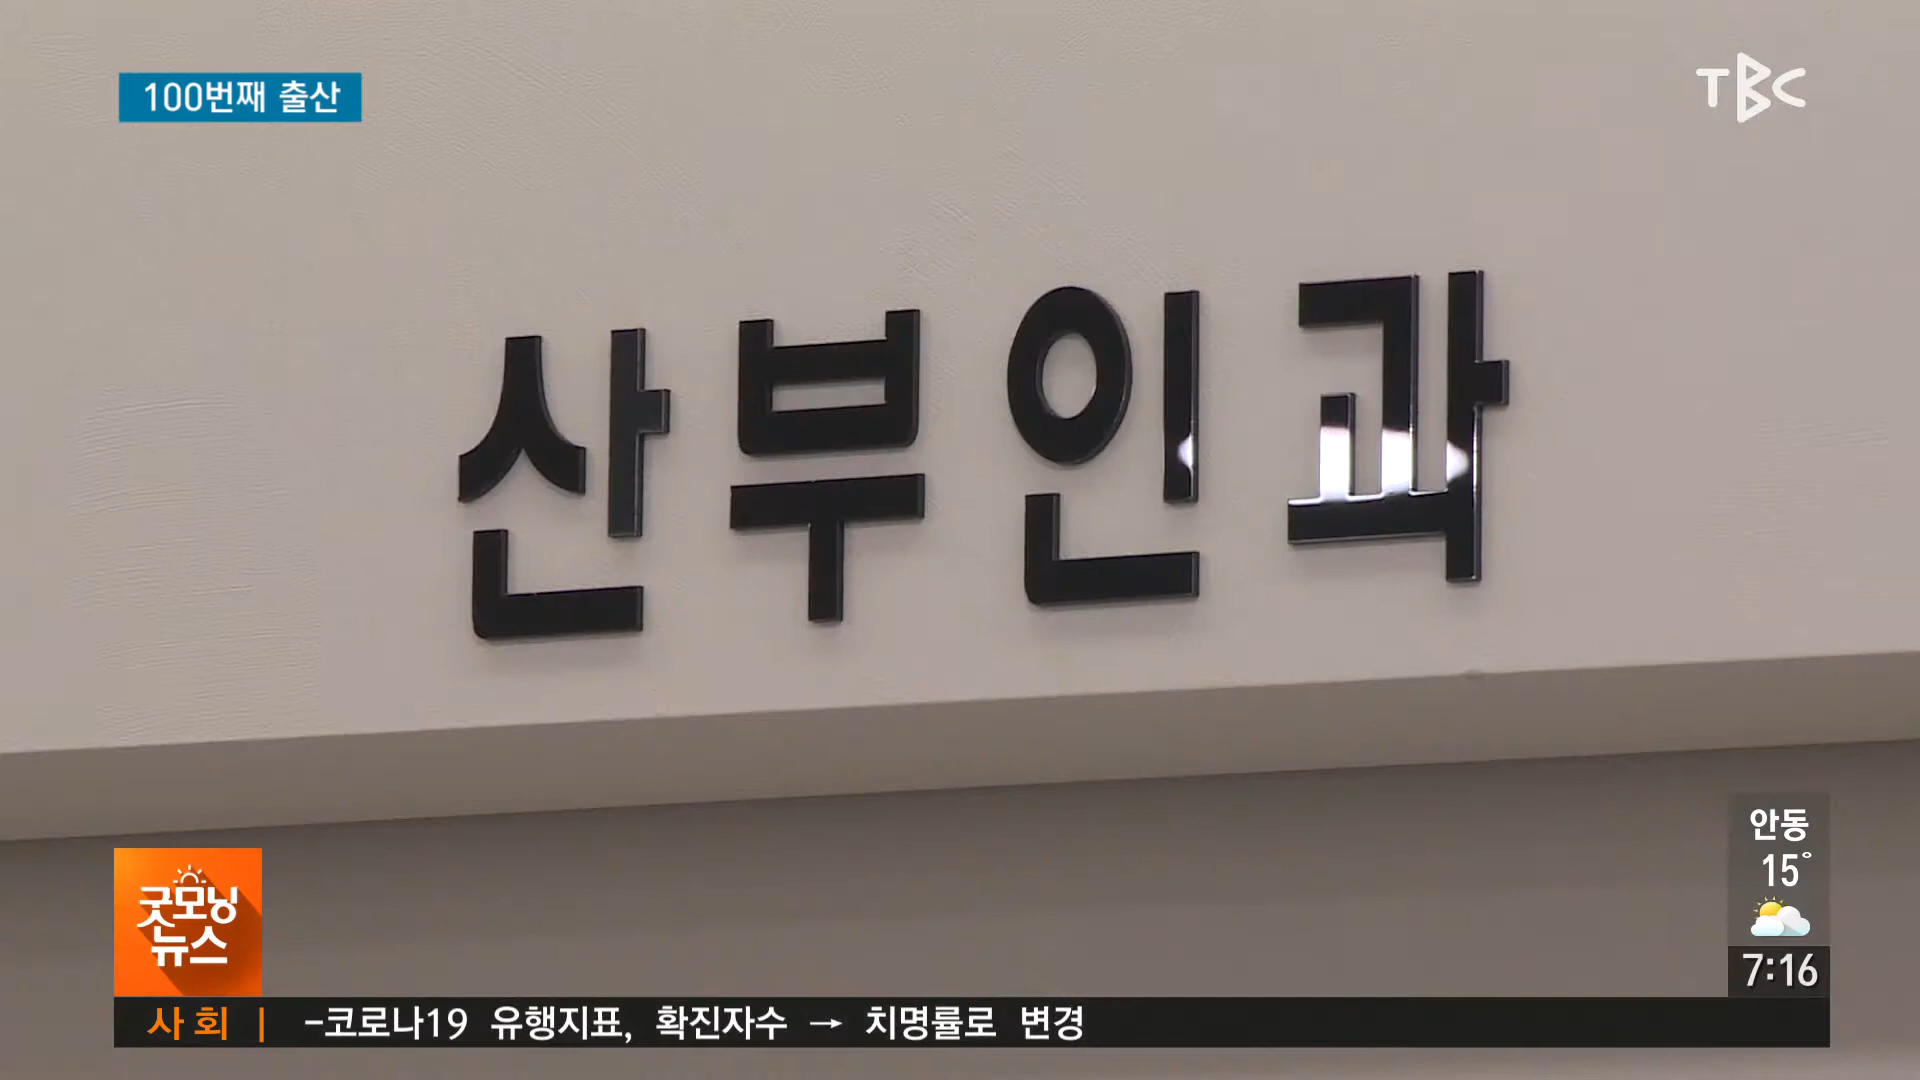 100번째 출산
TBC
산부인과
안동
15°
굿모닝
뉴스
7:16
사회 | -코로나19 유행지표, 확진자수 → 치명률로 변경